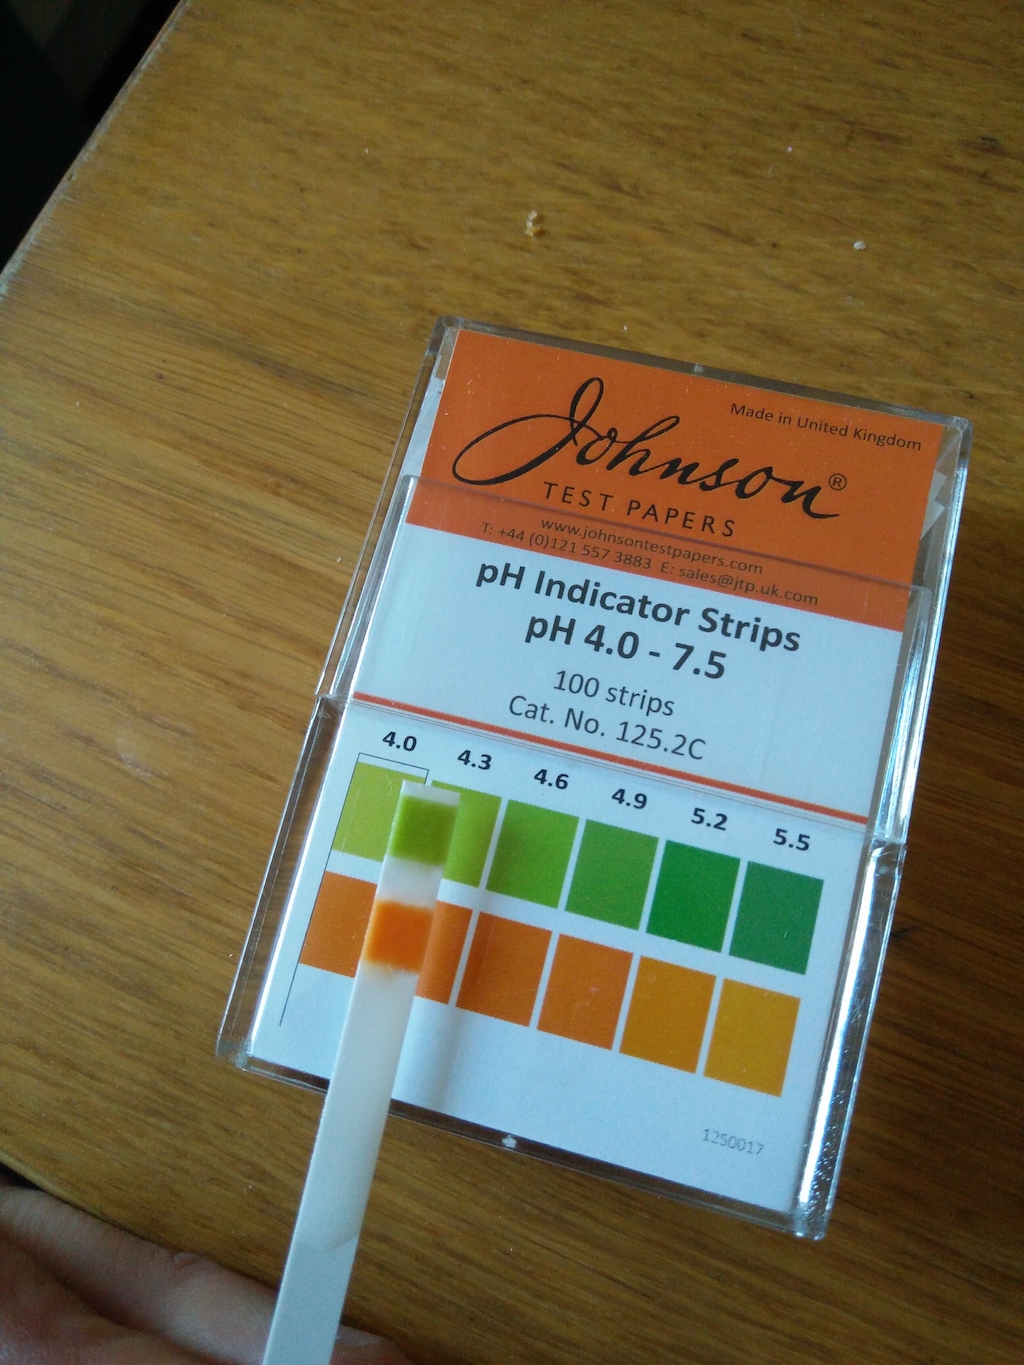 Made in United Kingdom
Johnson®
TEST PAPERS
www.johnsontestpapers.com
T: +44 (0)121 557 3883 E: sales@jtp.uk.com
pH Indicator Strips
pH 4.0 - 7.5
100 strips
Cat. No. 125.2C
4.0 4.3 4.6 4.9 5.2 5.5
1250017